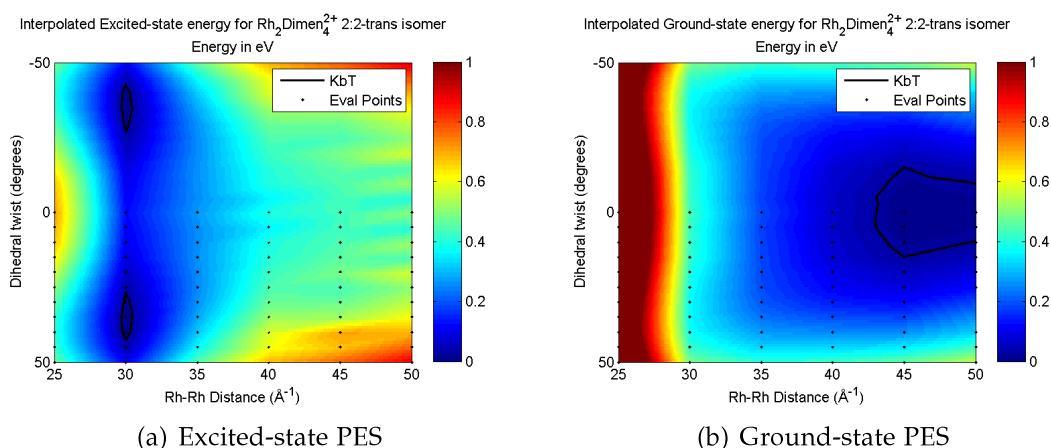 Interpolated Excited-state energy for Rh₂Dimen₄²⁺ 2:2-trans isomer
Energy in eV
-50
0
50
Dihedral twist (degrees)
KbT
Eval Points
25 30 35 40 45 50
Rh-Rh Distance (Å⁻¹)
1
0.8
0.6
0.4
0.2
0
(a) Excited-state PES
Interpolated Ground-state energy for Rh₂Dimen₄²⁺ 2:2-trans isomer
Energy in eV
-50
0
50
Dihedral twist (degrees)
KbT
Eval Points
25 30 35 40 45 50
Rh-Rh Distance (Å⁻¹)
1
0.8
0.6
0.4
0.2
0
(b) Ground-state PES